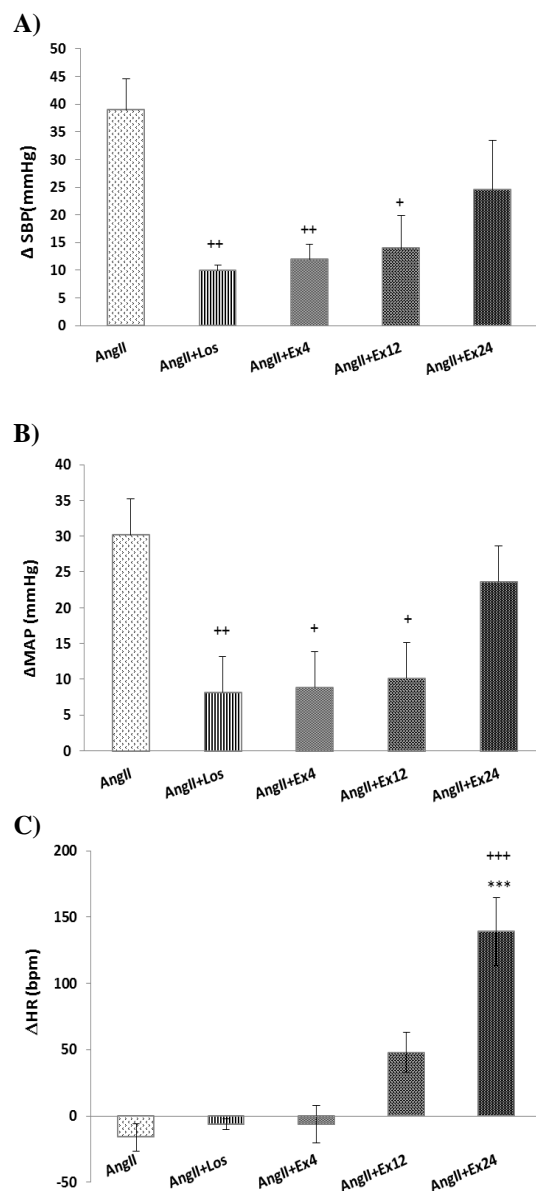 A)
50
45
40
35
30
25
20
15
10
5
0
Δ SBP(mmHg)
++
++
+
AngII
AngII+Los
AngII+Ex4
AngII+Ex12
AngII+Ex24
B)
40
35
30
25
20
15
10
5
0
ΔMAP (mmHg)
++
+
+
AngII
AngII+Los
AngII+Ex4
AngII+Ex12
AngII+Ex24
C)
200
150
100
50
0
-50
ΔHR (bpm)
+++
***
AngII
AngII+Los
AngII+Ex4
AngII+Ex12
AngII+Ex24